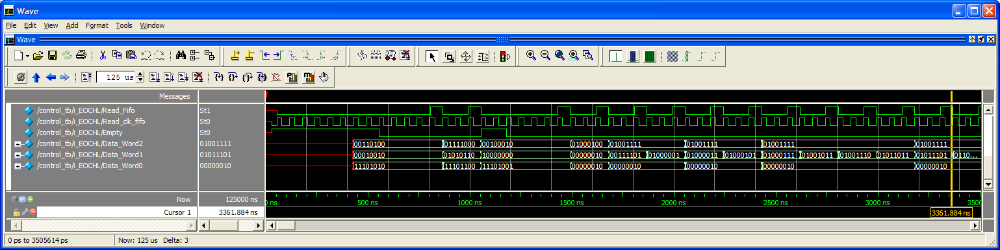 Wave
File Edit View Add Format Tools Window
Wave
125 us
Messages
/control_tb/i_EOCHL/Read_Fifo St1
/control_tb/i_EOCHL/Read_clk_fifo St0
/control_tb/i_EOCHL/Empty St0
/control_tb/i_EOCHL/Data_Word2 01001111 00110100 01111000 00100010 01000100 01001111 01001111 01001111 01001111
/control_tb/i_EOCHL/Data_Word1 01011101 00010010 01010110 10000000 00000010 00111101 01000001 01000011 01000101 01000111 01001011 01001110 01011011 01011101 0110...
/control_tb/i_EOCHL/Data_Word0 00000010 11101010 11101100 11101001 00000010 00000010 00000010 00000010 00000010
Now 125000 ns ns 500 ns 1000 ns 1500 ns 2000 ns 2500 ns 3000 ns 3500
Cursor 1 3361.884 ns 3361.884 ns
0 ps to 3505614 ps Now: 125 us Delta: 3